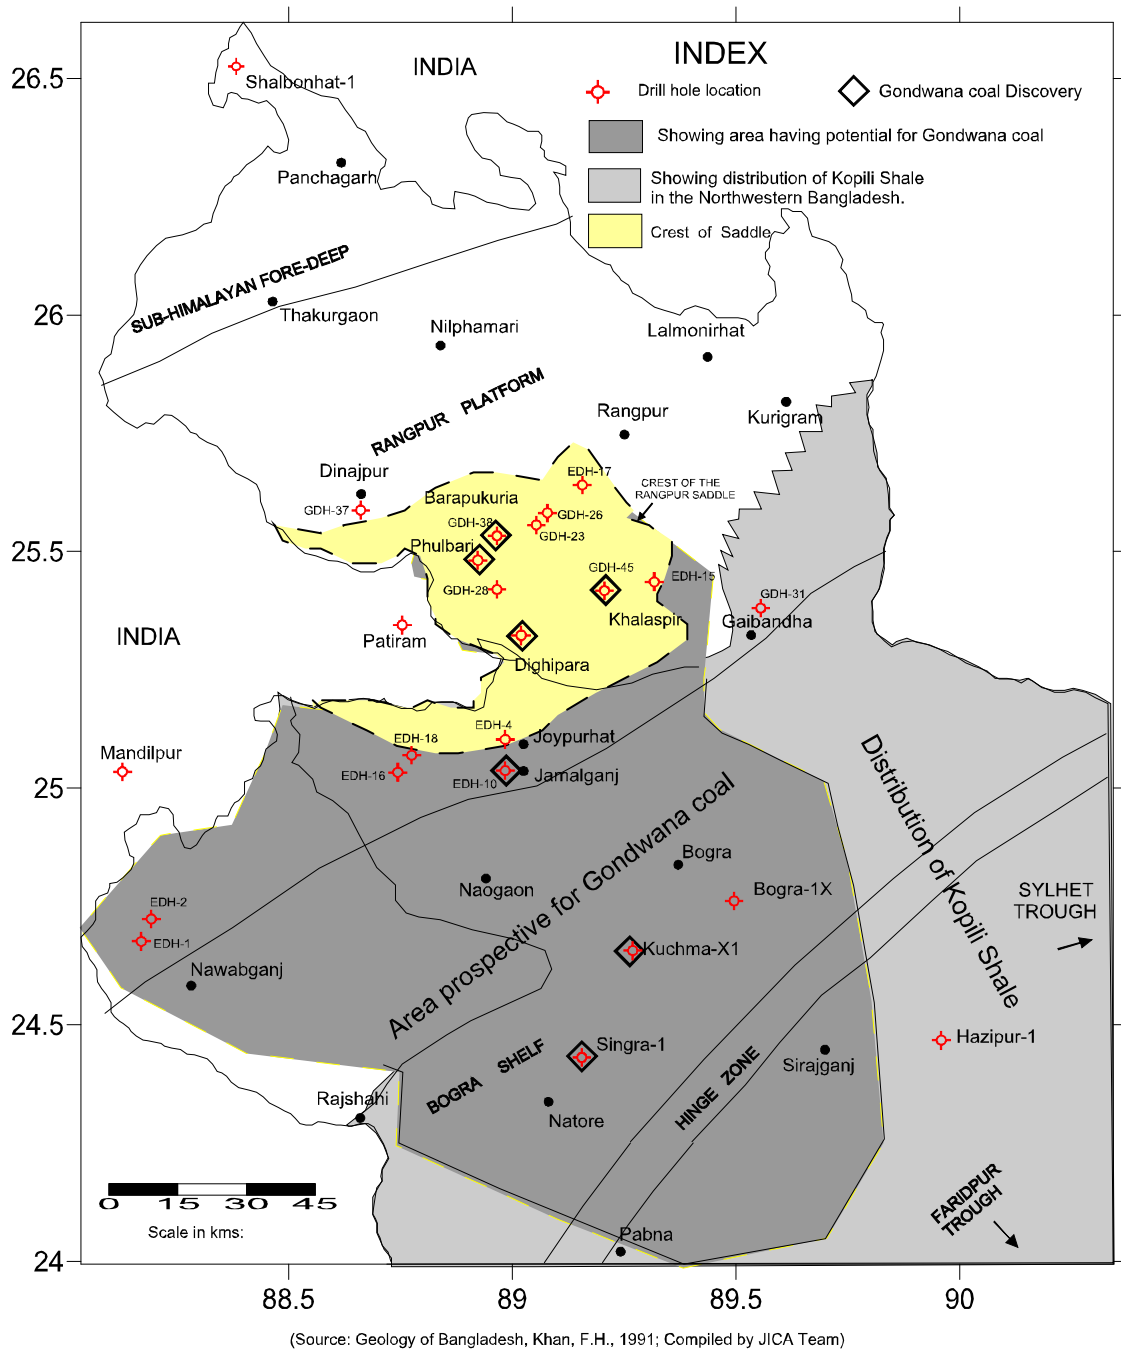 INDEX
INDIA
Drill hole location
Gondwana coal Discovery
Showing area having potential for Gondwana coal
Showing distribution of Kopili Shale
in the Northwestern Bangladesh.
Crest of Saddle
26.5
26
25.5
25
24.5
24
Shalbonhat-1
Panchagarh
SUB-HIMALAYAN FORE-DEEP
Thakurgaon
Nilphamari
Lalmonirhat
RANGPUR PLATFORM
Rangpur
Kurigram
Dinajpur
EDH-17
CREST OF THE
RANGPUR SADDLE
Barapukuria
GDH-37
GDH-38
GDH-26
GDH-23
Phulbari
GDH-45
EDH-15
GDH-28
GDH-31
Khalaspir
Gaibandha
INDIA
Patiram
Dighipara
EDH-4
Joypurhat
EDH-18
Mandilpur
EDH-16
EDH-10
Jamalganj
Distribution of Kopili Shale
Area prospective for Gondwana coal
Bogra
Naogaon
Bogra-1X
SYLHET
TROUGH
EDH-2
EDH-1
Kuchma-X1
Nawabganj
Hazipur-1
Singra-1
BOGRA SHELF
HINGE ZONE
Sirajganj
Rajshahi
Natore
FARIDPUR
TROUGH
0 15 30 45
Scale in kms:
Pabna
88.5 89 89.5 90
(Source: Geology of Bangladesh, Khan, F.H., 1991; Compiled by JICA Team)